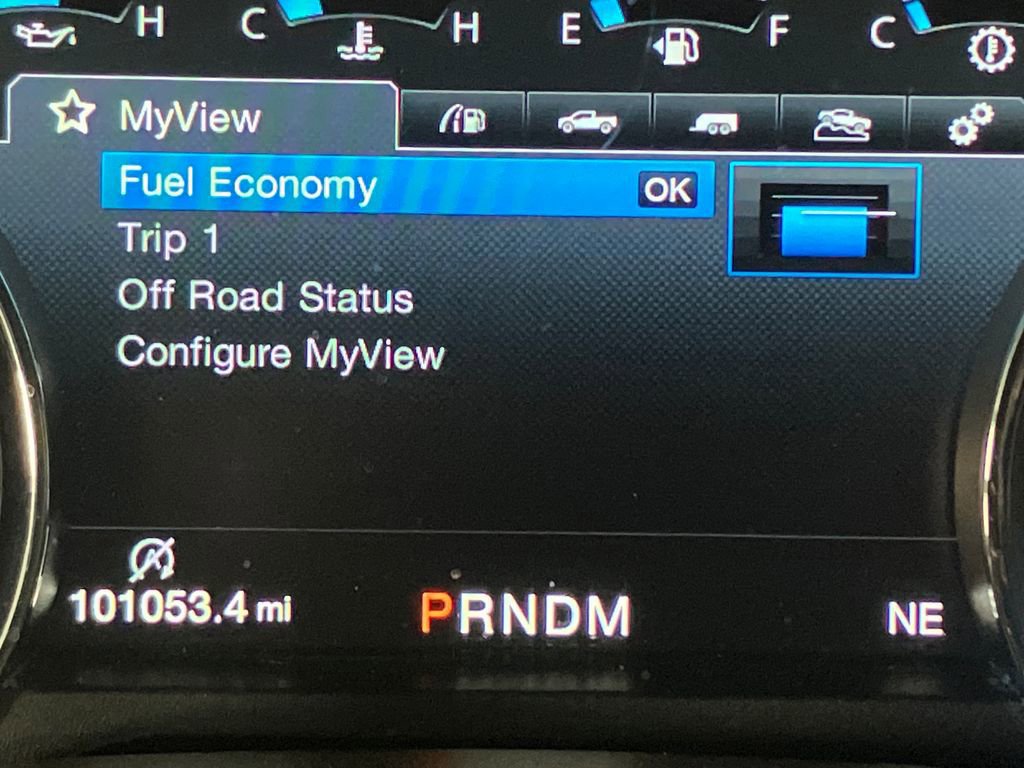 H C H E F C
MyView
Fuel Economy OK
Trip 1
Off Road Status
Configure MyView
101053.4 mi PRNDM NE